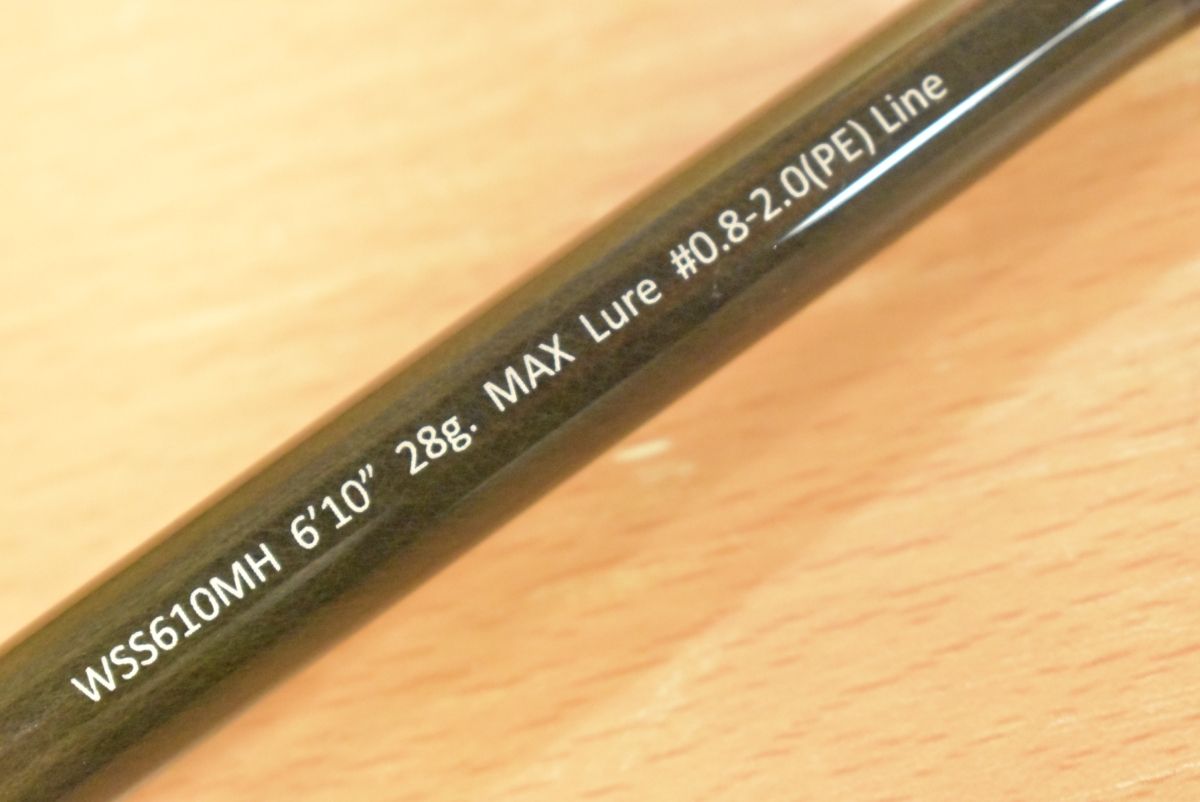 WSS610MH 6’10” 28g. MAX Lure #0.8-2.0(PE) Line